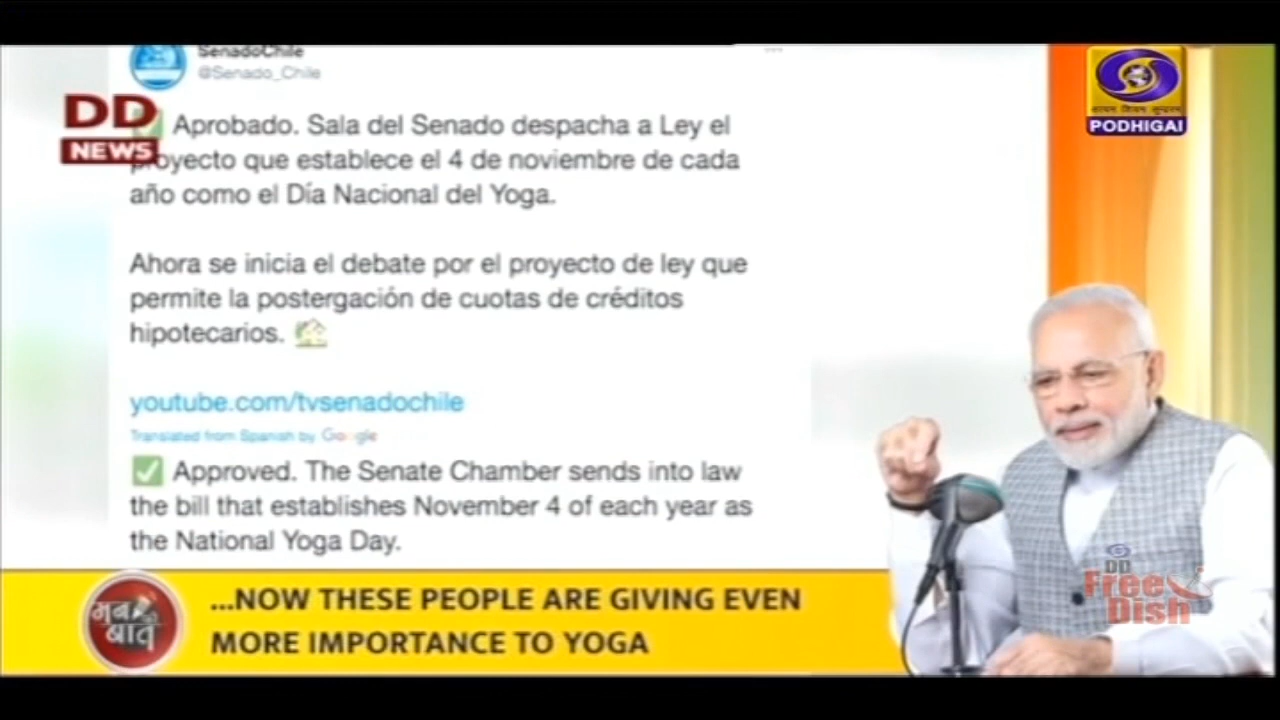 SenadoChile
@Senado_Chile
DD
NEWS
सत्यम शिवम सुन्दरम
PODHIGAI
Aprobado. Sala del Senado despacha a Ley el
proyecto que establece el 4 de noviembre de cada
año como el Día Nacional del Yoga.
Ahora se inicia el debate por el proyecto de ley que
permite la postergación de cuotas de créditos
hipotecarios.
youtube.com/tvsenadochile
Translated from Spanish by Google
Approved. The Senate Chamber sends into law
the bill that establishes November 4 of each year as
the National Yoga Day.
DD
Free
Dish
मन की
बात
...NOW THESE PEOPLE ARE GIVING EVEN
MORE IMPORTANCE TO YOGA